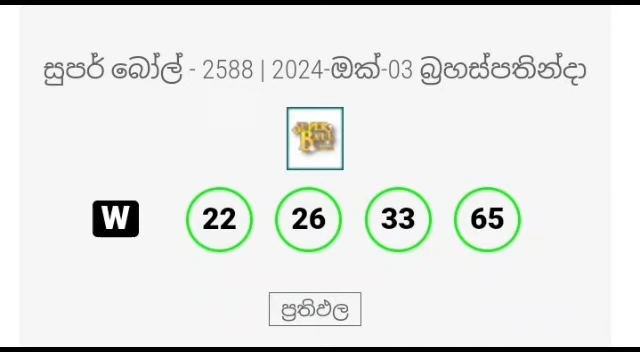 සුපර් බෝල් - 2588 | 2024-ඔක්-03 බ්‍රහස්පතින්දා
W 22 26 33 65
ප්‍රතිඵල